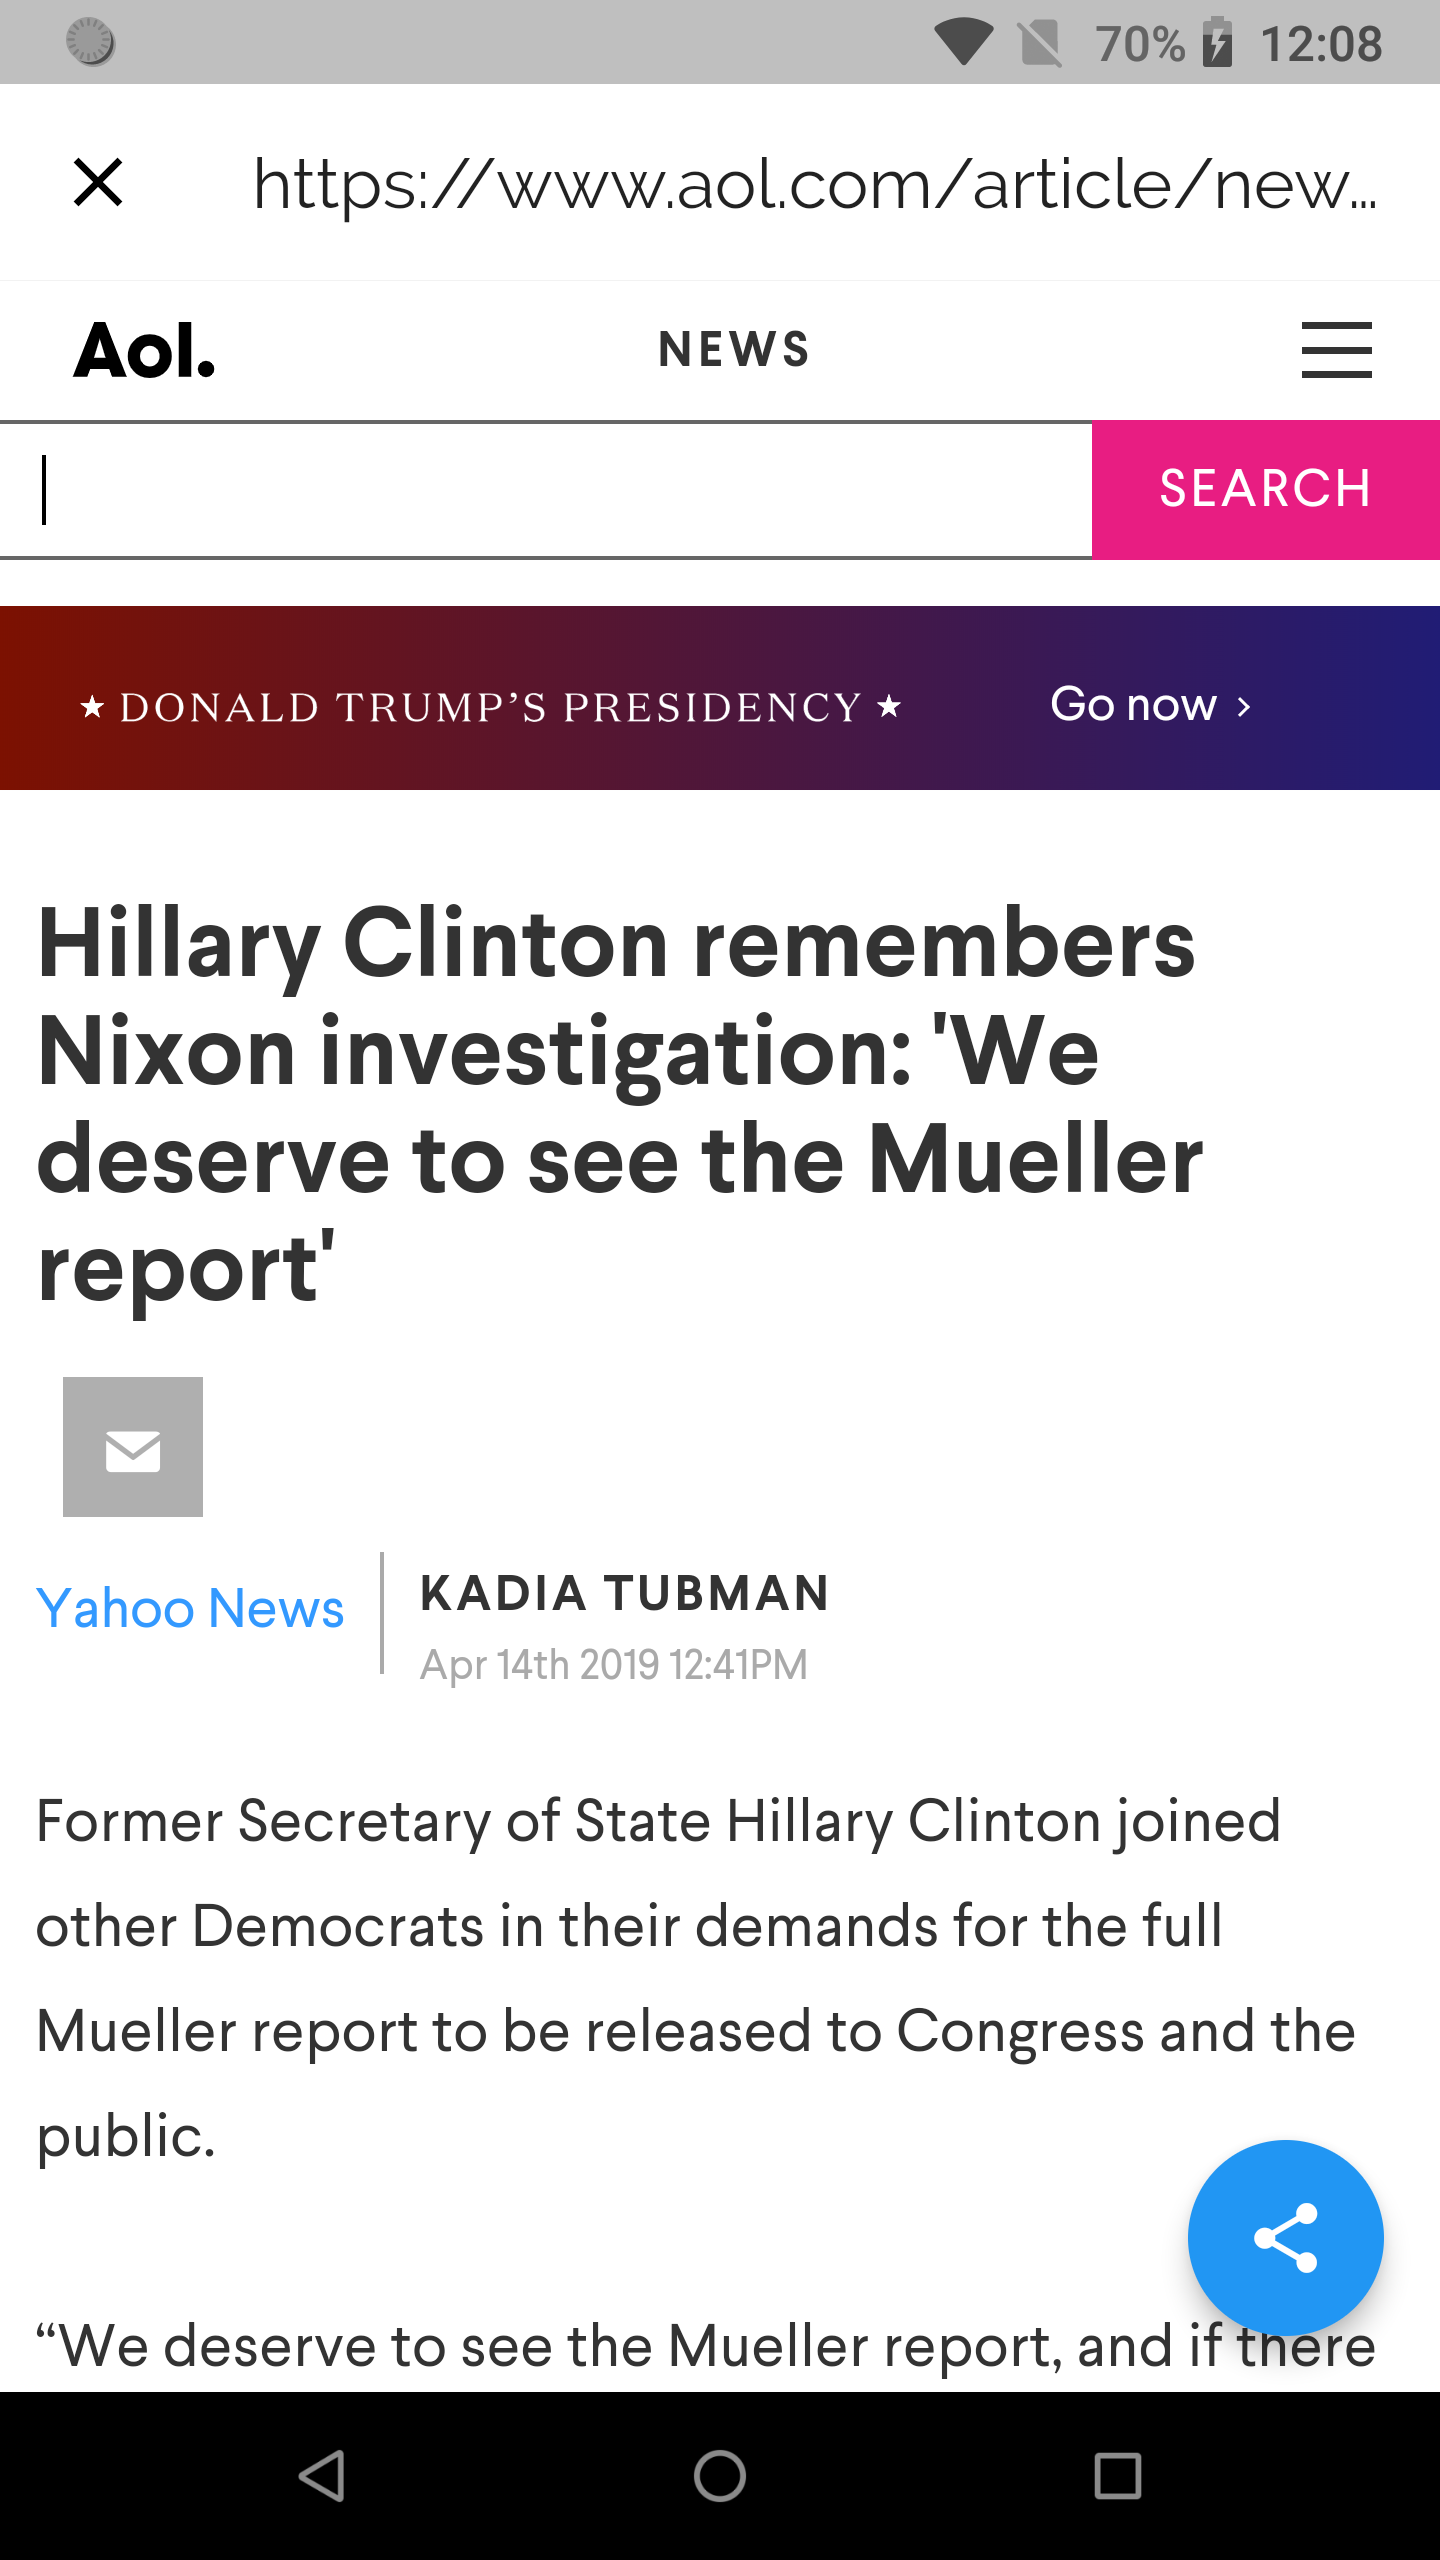 70% 12:08
https://www.aol.com/article/new...
Aol. NEWS
SEARCH
★ DONALD TRUMP'S PRESIDENCY ★ Go now ›
Hillary Clinton remembers
Nixon investigation: 'We
deserve to see the Mueller
report'
Yahoo News
KADIA TUBMAN
Apr 14th 2019 12:41PM
Former Secretary of State Hillary Clinton joined
other Democrats in their demands for the full
Mueller report to be released to Congress and the
public.
“We deserve to see the Mueller report, and if there